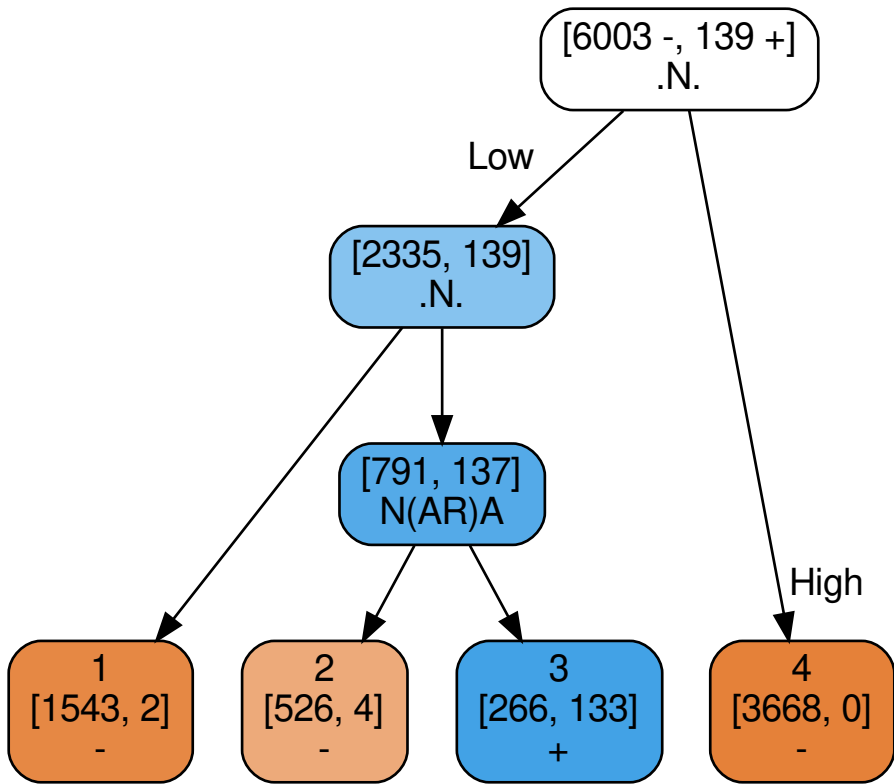 [6003 -, 139 +]
.N.
Low
[2335, 139]
.N.
[791, 137]
N(AR)A
High
1
[1543, 2]
-
2
[526, 4]
-
3
[266, 133]
+
4
[3668, 0]
-